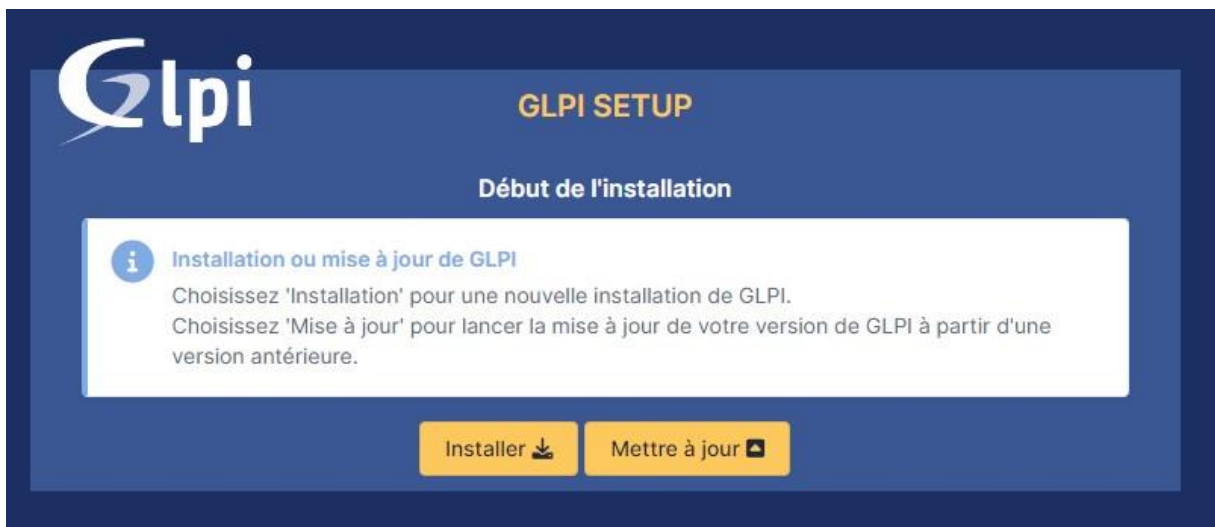 Glpi
GLPI SETUP
Début de l'installation
Installation ou mise à jour de GLPI
Choisissez 'Installation' pour une nouvelle installation de GLPI.
Choisissez 'Mise à jour' pour lancer la mise à jour de votre version de GLPI à partir d'une
version antérieure.
Installer
Mettre à jour